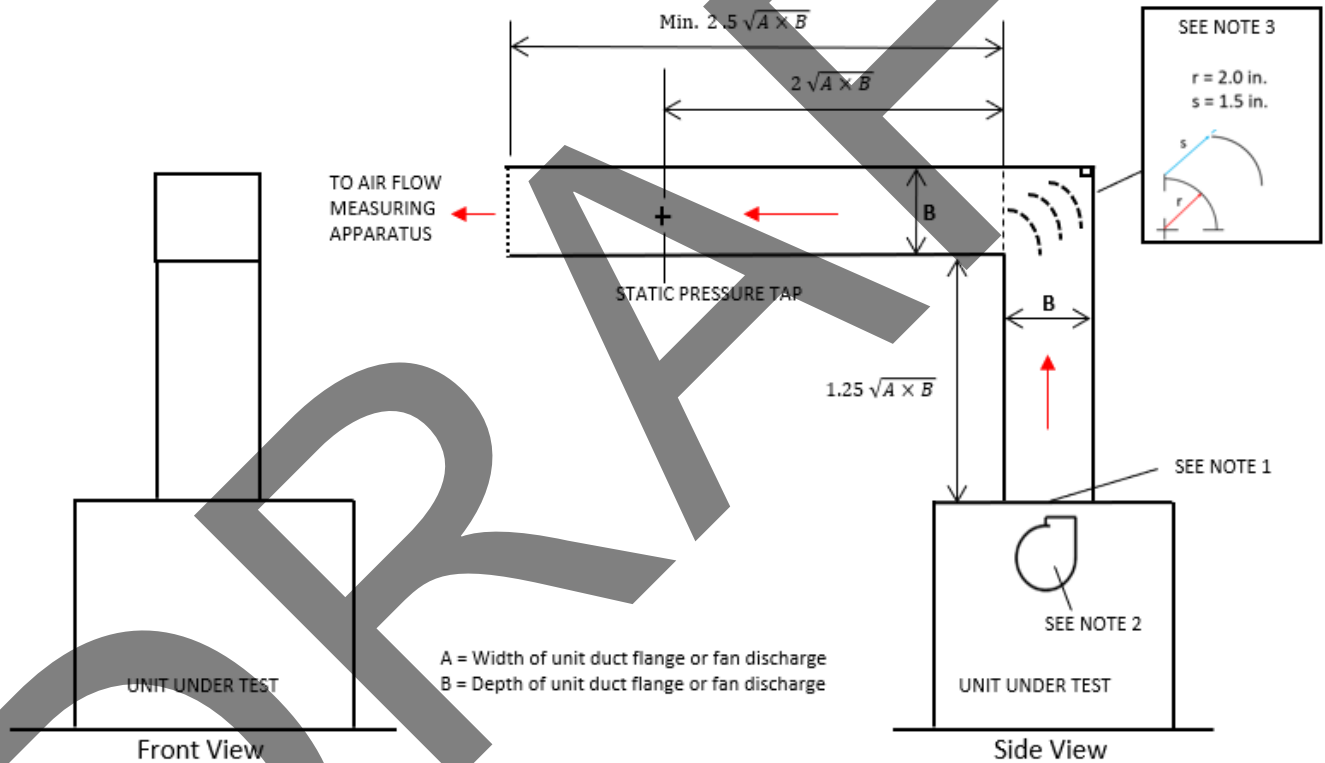 Min. 2.5 √A × B
2 √A × B
SEE NOTE 3
r = 2.0 in.
s = 1.5 in.
s
r
TO AIR FLOW
MEASURING
APPARATUS
B
STATIC PRESSURE TAP
B
1.25 √A × B
SEE NOTE 1
SEE NOTE 2
A = Width of unit duct flange or fan discharge
B = Depth of unit duct flange or fan discharge
UNIT UNDER TEST
UNIT UNDER TEST
Front View
Side View